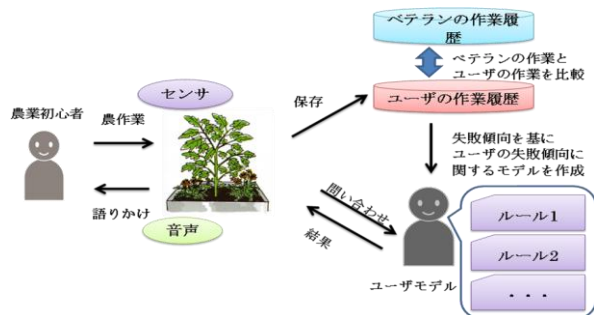 ベテランの作業履
歴
ベテランの作業と
ユーザの作業を比較
センサ
保存
ユーザの作業履歴
農業初心者
農作業
失敗傾向を基に
ユーザの失敗傾向に
関するモデルを作成
語りかけ
音声
問い合わせ
結果
ユーザモデル
ルール1
ルール2
・・・